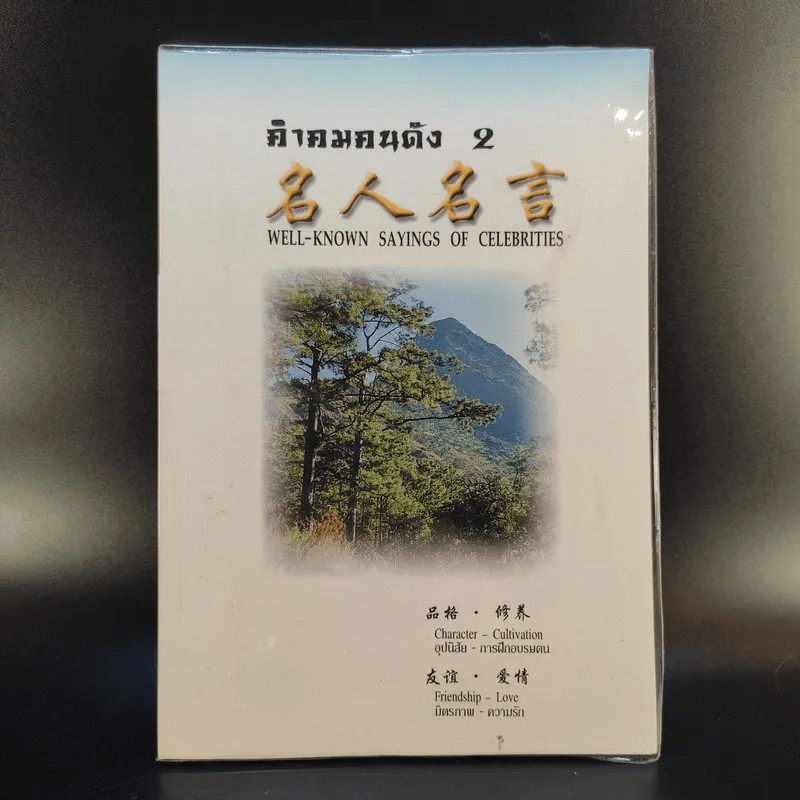 คำคมคนดัง 2
名人名言
WELL-KNOWN SAYINGS OF CELEBRITIES
品格 · 修养
Character - Cultivation
อุปนิสัย - การฝึกอบรมตน
友谊 · 爱情
Friendship - Love
มิตรภาพ - ความรัก